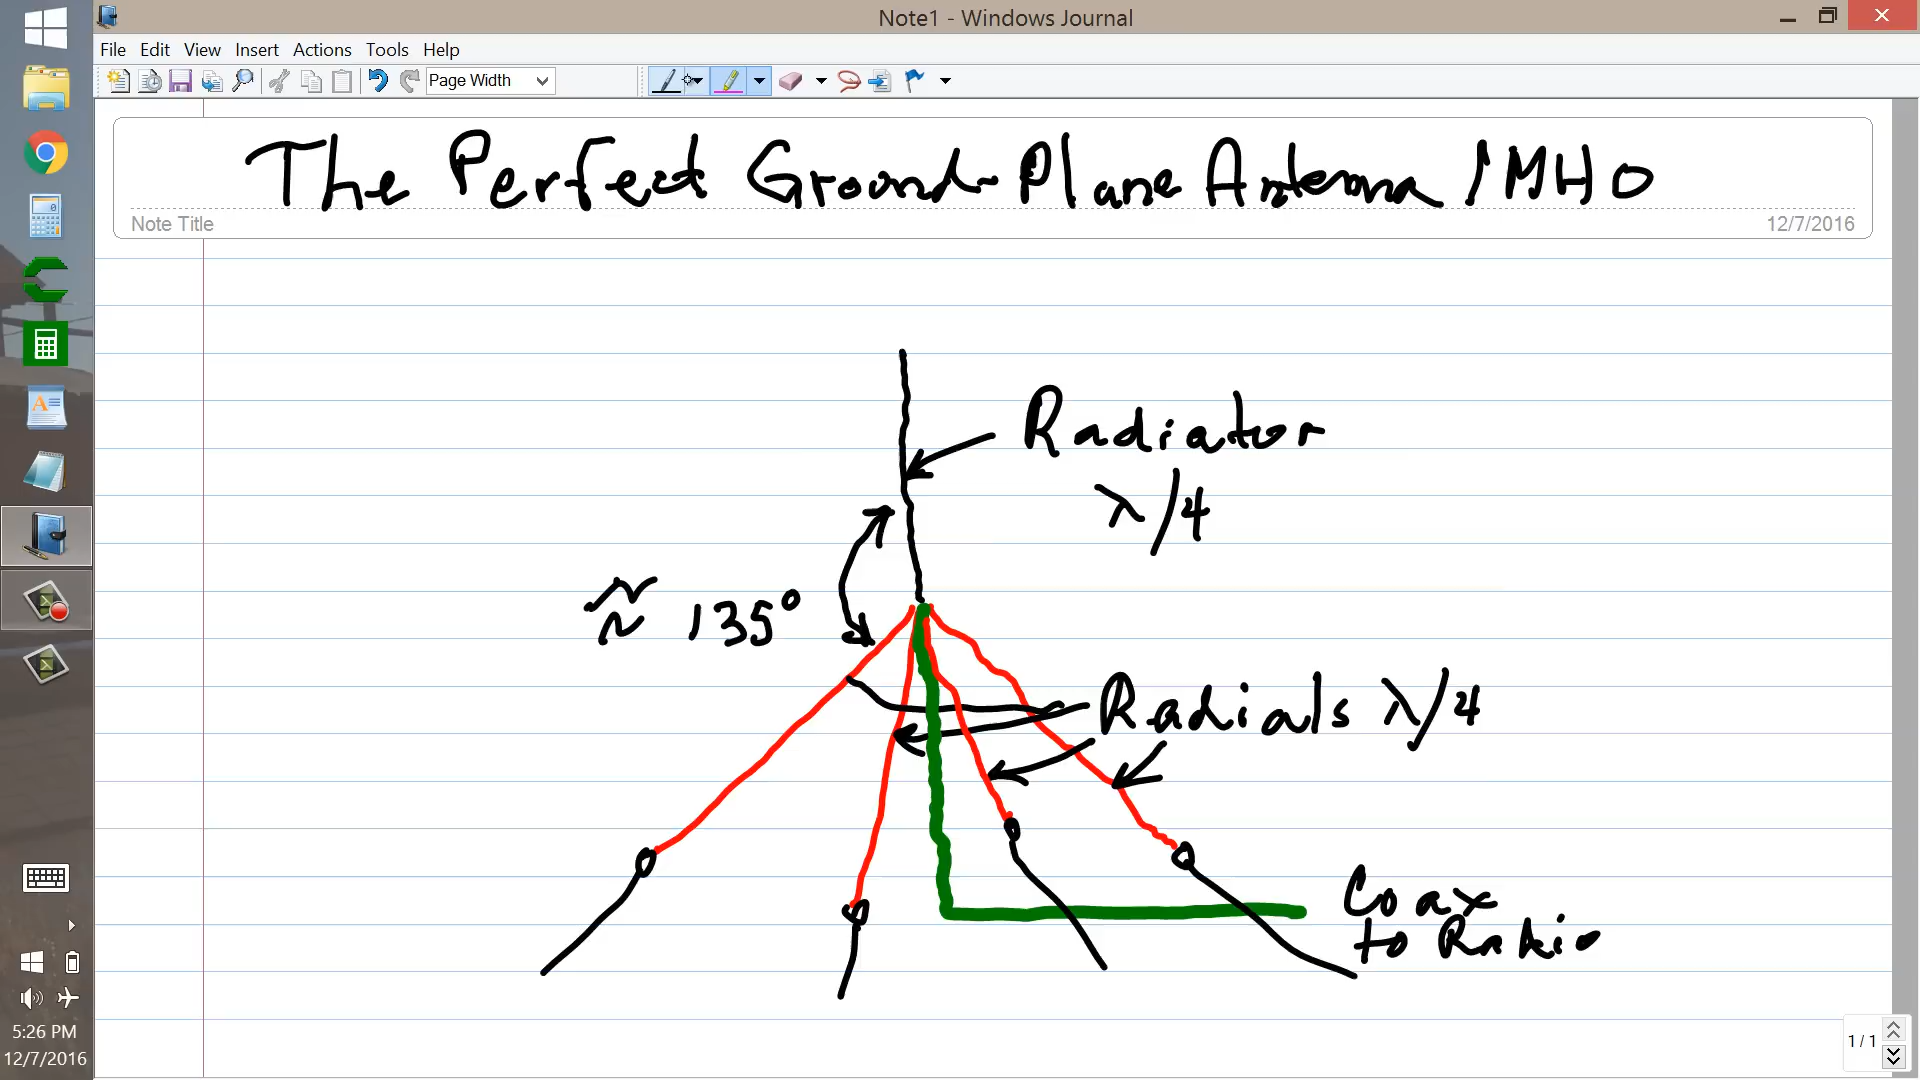 Note1 - Windows Journal
File Edit View Insert Actions Tools Help
Page Width
The Perfect Ground-Plane Antenna IMHO
Note Title
12/7/2016
Radiator
λ/4
≈ 135°
Radials λ/4
Coax
to Radio
5:26 PM
12/7/2016
1 / 1